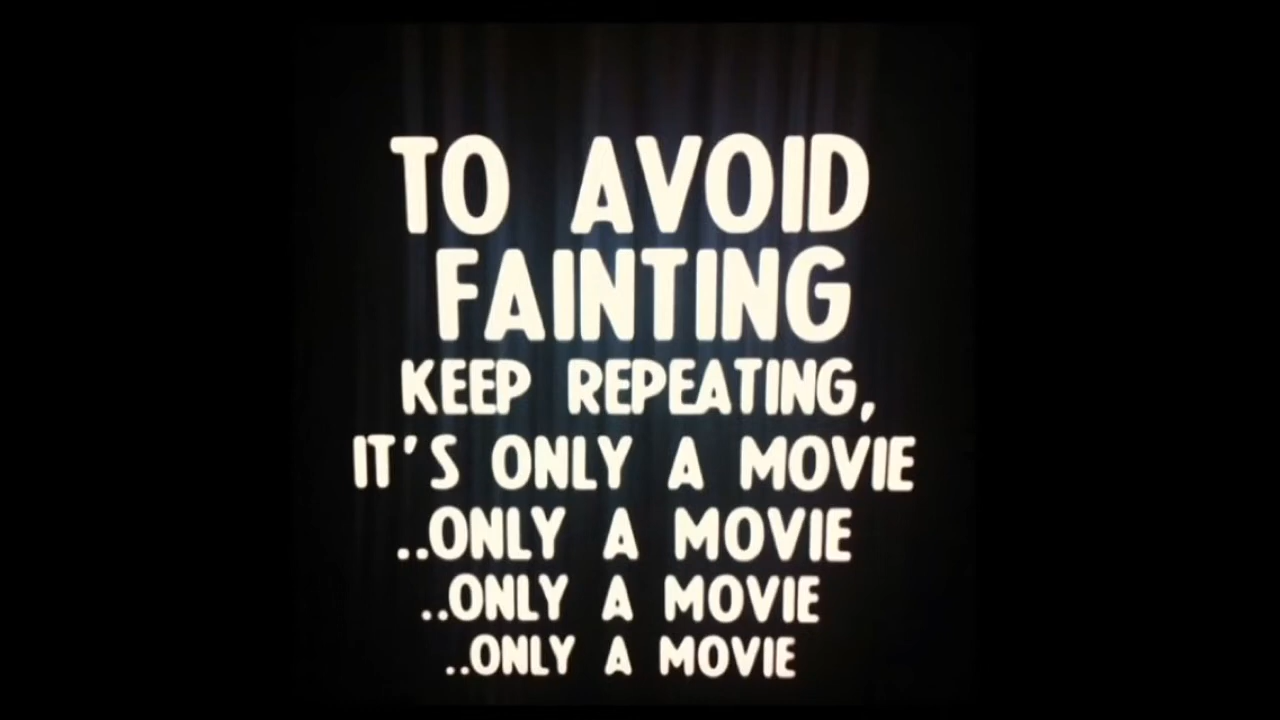 TO AVOID
FAINTING
KEEP REPEATING,
IT'S ONLY A MOVIE
..ONLY A MOVIE
..ONLY A MOVIE
..ONLY A MOVIE